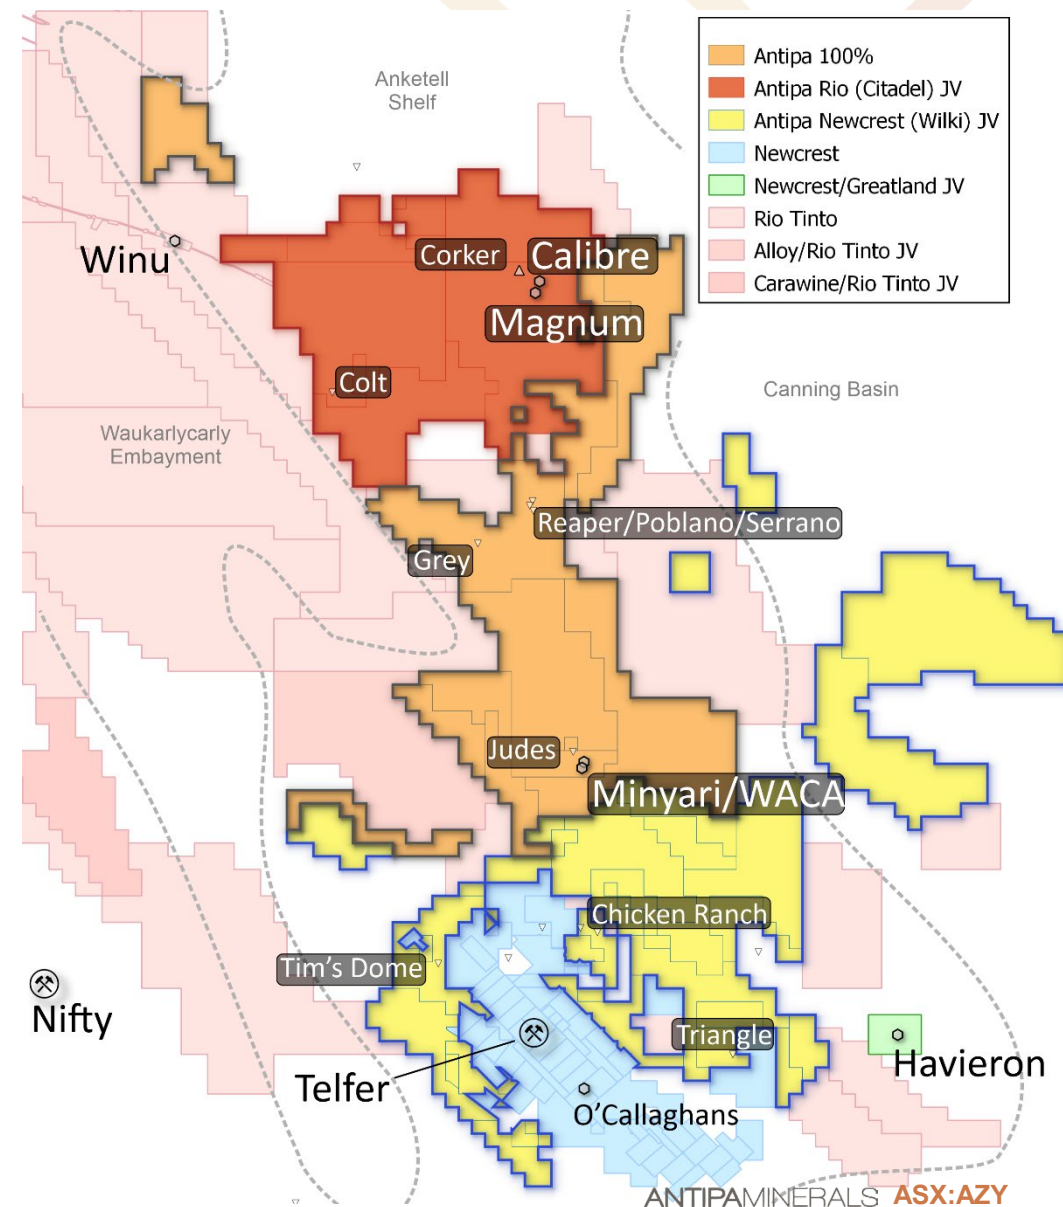 Antipa 100%
Antipa Rio (Citadel) JV
Antipa Newcrest (Wilki) JV
Newcrest
Newcrest/Greatland JV
Rio Tinto
Alloy/Rio Tinto JV
Carawine/Rio Tinto JV
Anketell
Shelf
Winu
Corker
Calibre
Magnum
Colt
Canning Basin
Waukarlycarly
Embayment
Reaper/Poblano/Serrano
Grey
Judes
Minyari/WACA
Chicken Ranch
Tim's Dome
Nifty
Triangle
Havieron
Telfer
O'Callaghans
ANTIPAMINERALS ASX:AZY